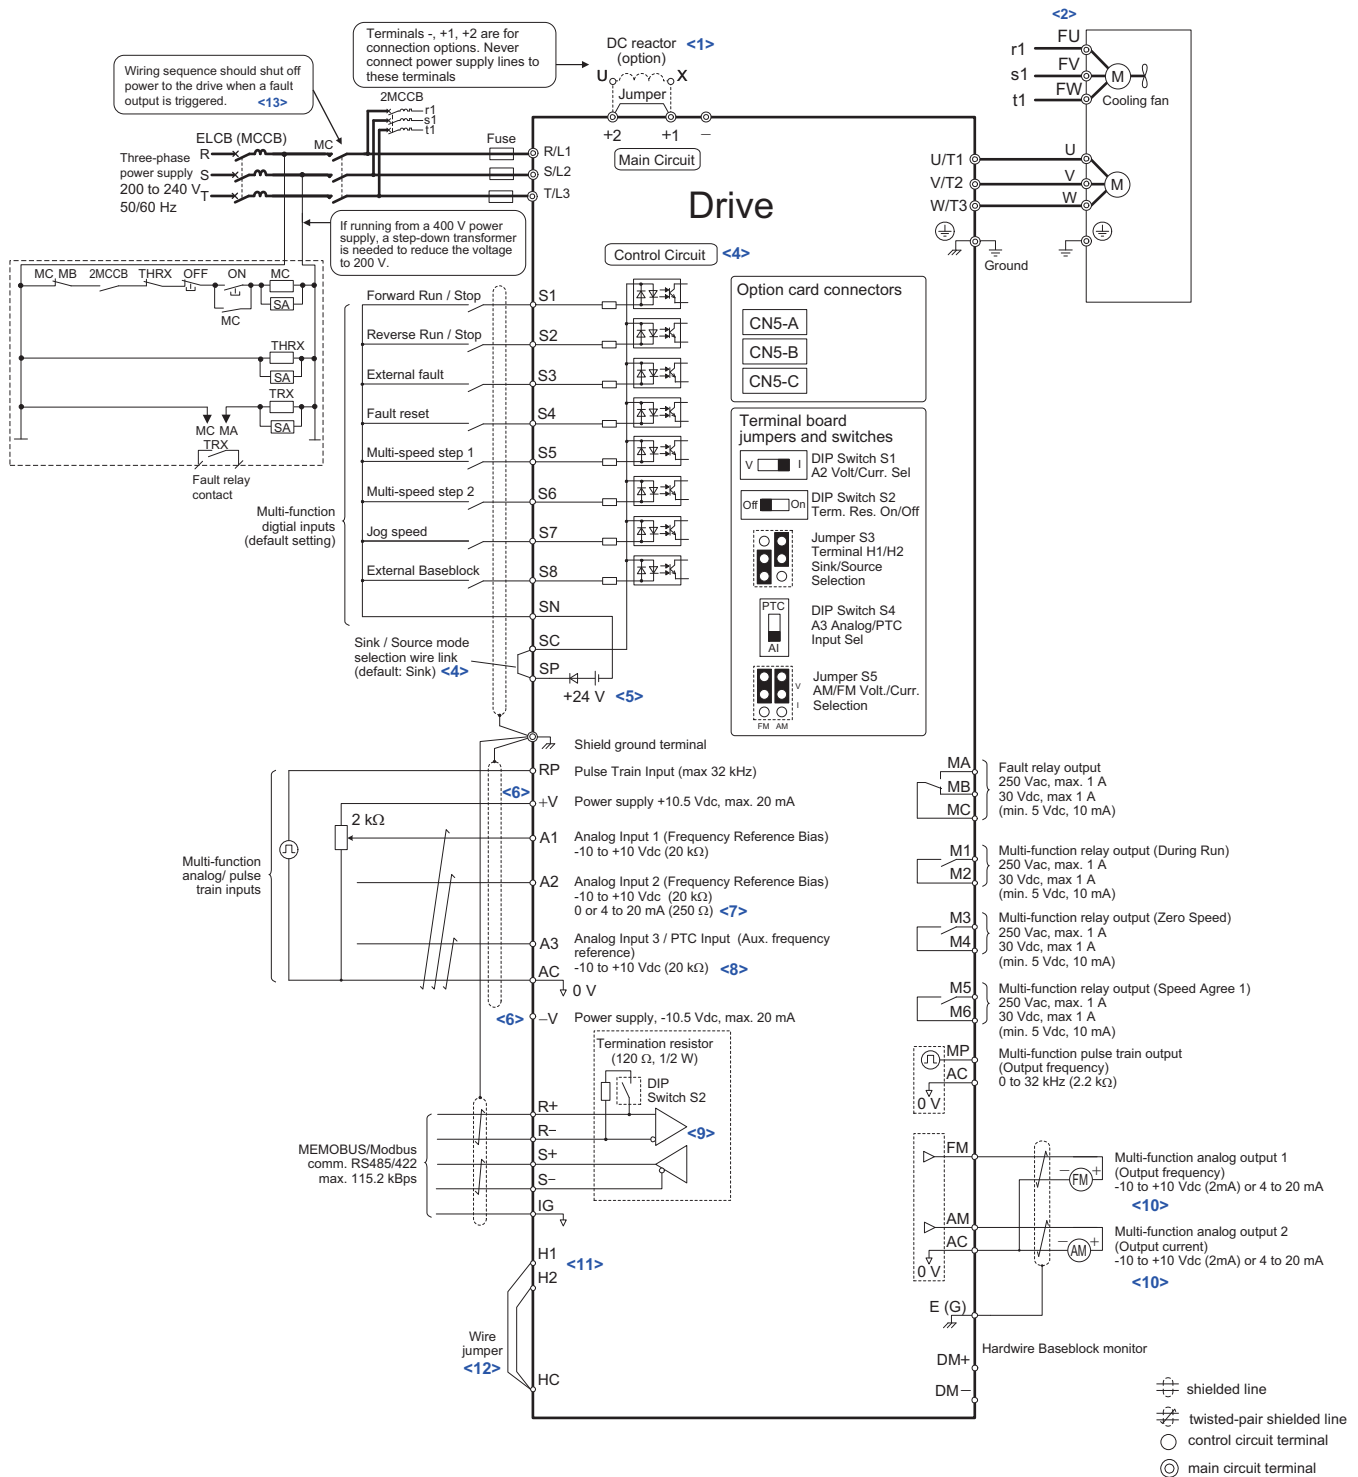 Terminals -, +1, +2 are for
connection options. Never
connect power supply lines to
these terminals
DC reactor <1>
(option)
U X
Jumper
+2 +1 −
Main Circuit
<2>
FU
r1
FV
s1
FW
t1
M
Cooling fan
Wiring sequence should shut off
power to the drive when a fault
output is triggered. <13>
2MCCB
r1
s1
t1
ELCB (MCCB)
MC
Fuse
Three-phase
power supply
200 to 240 V
50/60 Hz
R
S
T
R/L1
S/L2
T/L3
Drive
U/T1 U
V/T2 V
W/T3 W
M
Ground
If running from a 400 V power
supply, a step-down transformer
is needed to reduce the voltage
to 200 V.
MC MB 2MCCB THRX OFF ON MC
SA
MC
THRX
SA
TRX
SA
MC MA
TRX
Fault relay
contact
Control Circuit <4>
Forward Run / Stop S1
Reverse Run / Stop S2
External fault S3
Fault reset S4
Multi-speed step 1 S5
Multi-speed step 2 S6
Jog speed S7
External Baseblock S8
SN
SC
SP
Multi-function
digtial inputs
(default setting)
Sink / Source mode
selection wire link
(default: Sink) <4>
+24 V <5>
Option card connectors
CN5-A
CN5-B
CN5-C
Terminal board
jumpers and switches
V I
DIP Switch S1
A2 Volt/Curr. Sel
Off On
DIP Switch S2
Term. Res. On/Off
Jumper S3
Terminal H1/H2
Sink/Source
Selection
PTC
AI
DIP Switch S4
A3 Analog/PTC
Input Sel
V
I
FM AM
Jumper S5
AM/FM Volt./Curr.
Selection
Shield ground terminal
RP Pulse Train Input (max 32 kHz)
<6>
+V Power supply +10.5 Vdc, max. 20 mA
2 kΩ
A1 Analog Input 1 (Frequency Reference Bias)
-10 to +10 Vdc (20 kΩ)
Multi-function
analog/ pulse
train inputs
A2 Analog Input 2 (Frequency Reference Bias)
-10 to +10 Vdc (20 kΩ)
0 or 4 to 20 mA (250 Ω) <7>
A3 Analog Input 3 / PTC Input (Aux. frequency
reference)
-10 to +10 Vdc (20 kΩ) <8>
AC
0 V
<6> −V Power supply, -10.5 Vdc, max. 20 mA
Termination resistor
(120 Ω, 1/2 W)
DIP
Switch S2
<9>
R+
R−
S+
S−
IG
MEMOBUS/Modbus
comm. RS485/422
max. 115.2 kBps
H1 <11>
H2
Wire
jumper
<12>
HC
MA
MB
MC
Fault relay output
250 Vac, max. 1 A
30 Vdc, max 1 A
(min. 5 Vdc, 10 mA)
M1
M2
Multi-function relay output (During Run)
250 Vac, max. 1 A
30 Vdc, max 1 A
(min. 5 Vdc, 10 mA)
M3
M4
Multi-function relay output (Zero Speed)
250 Vac, max. 1 A
30 Vdc, max 1 A
(min. 5 Vdc, 10 mA)
M5
M6
Multi-function relay output (Speed Agree 1)
250 Vac, max. 1 A
30 Vdc, max 1 A
(min. 5 Vdc, 10 mA)
MP
AC
0 V
Multi-function pulse train output
(Output frequency)
0 to 32 kHz (2.2 kΩ)
FM
− FM +
Multi-function analog output 1
(Output frequency)
-10 to +10 Vdc (2mA) or 4 to 20 mA
<10>
AM
AC
0 V
− AM +
Multi-function analog output 2
(Output current)
-10 to +10 Vdc (2mA) or 4 to 20 mA
<10>
E (G)
Hardwire Baseblock monitor
DM+
DM−
shielded line
twisted-pair shielded line
control circuit terminal
main circuit terminal